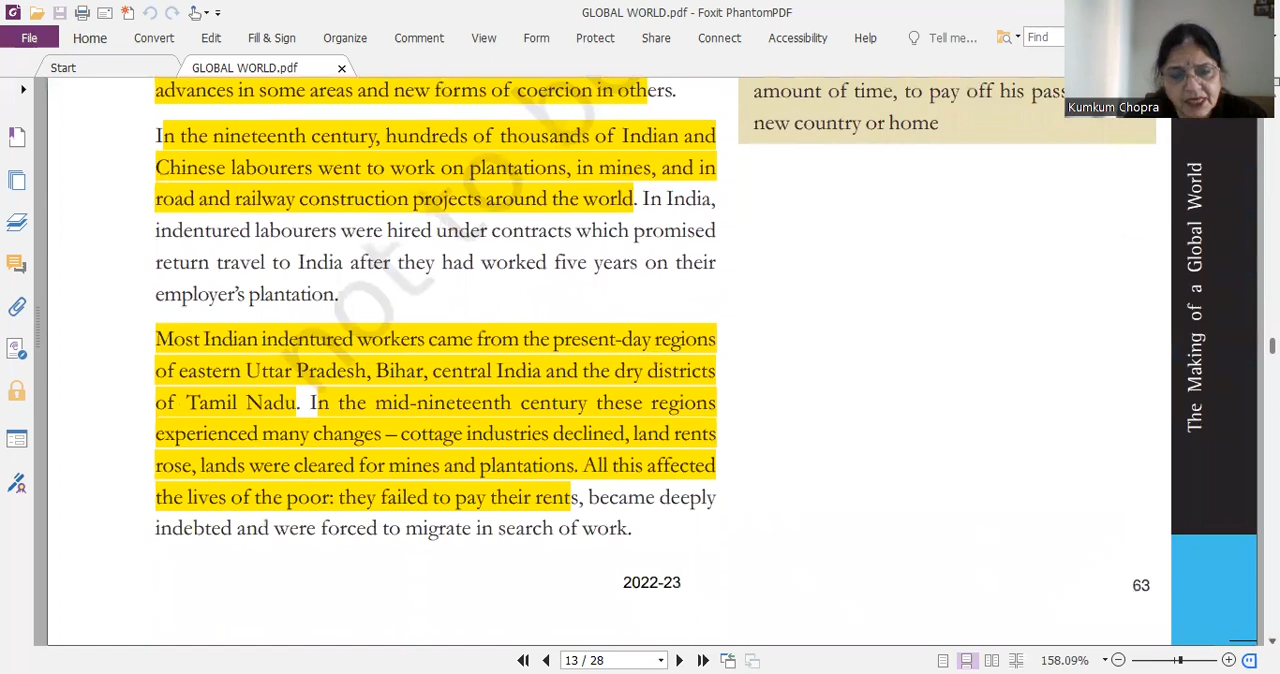 GLOBAL WORLD.pdf - Foxit PhantomPDF
File Home Convert Edit Fill & Sign Organize Comment View Form Protect Share Connect Accessibility Help Tell me... Find
Start GLOBAL WORLD.pdf
Kumkum Chopra
advances in some areas and new forms of coercion in others.
In the nineteenth century, hundreds of thousands of Indian and
Chinese labourers went to work on plantations, in mines, and in
road and railway construction projects around the world. In India,
indentured labourers were hired under contracts which promised
return travel to India after they had worked five years on their
employer's plantation.
Most Indian indentured workers came from the present-day regions
of eastern Uttar Pradesh, Bihar, central India and the dry districts
of Tamil Nadu. In the mid-nineteenth century these regions
experienced many changes – cottage industries declined, land rents
rose, lands were cleared for mines and plantations. All this affected
the lives of the poor: they failed to pay their rents, became deeply
indebted and were forced to migrate in search of work.
amount of time, to pay off his
new country or home
The Making of a Global World
not to
2022-23
63
13 / 28
158.09%